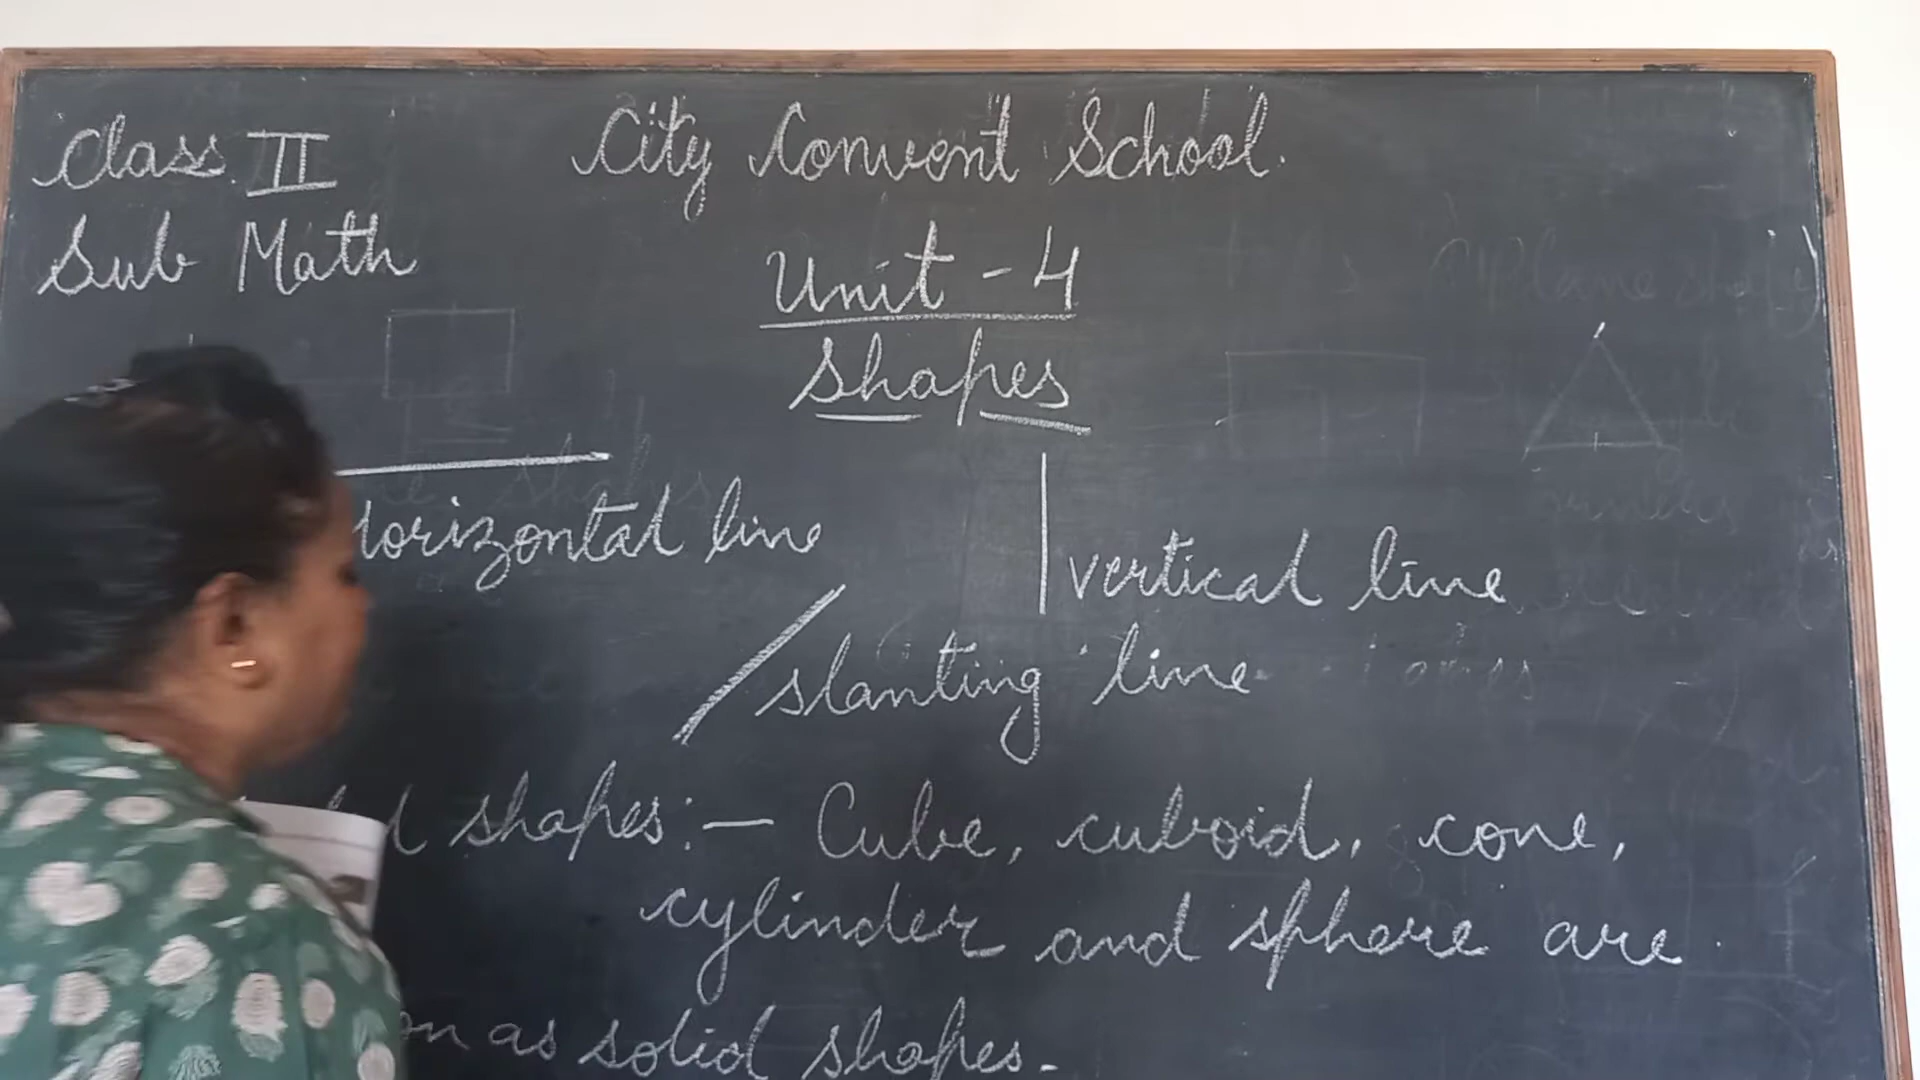 Class II City Convent School.
Sub Math
Unit - 4
Shapes
Horizontal line
vertical line
slanting line
shapes: - Cube, cuboid, cone,
cylinder and sphere are
as solid shapes.